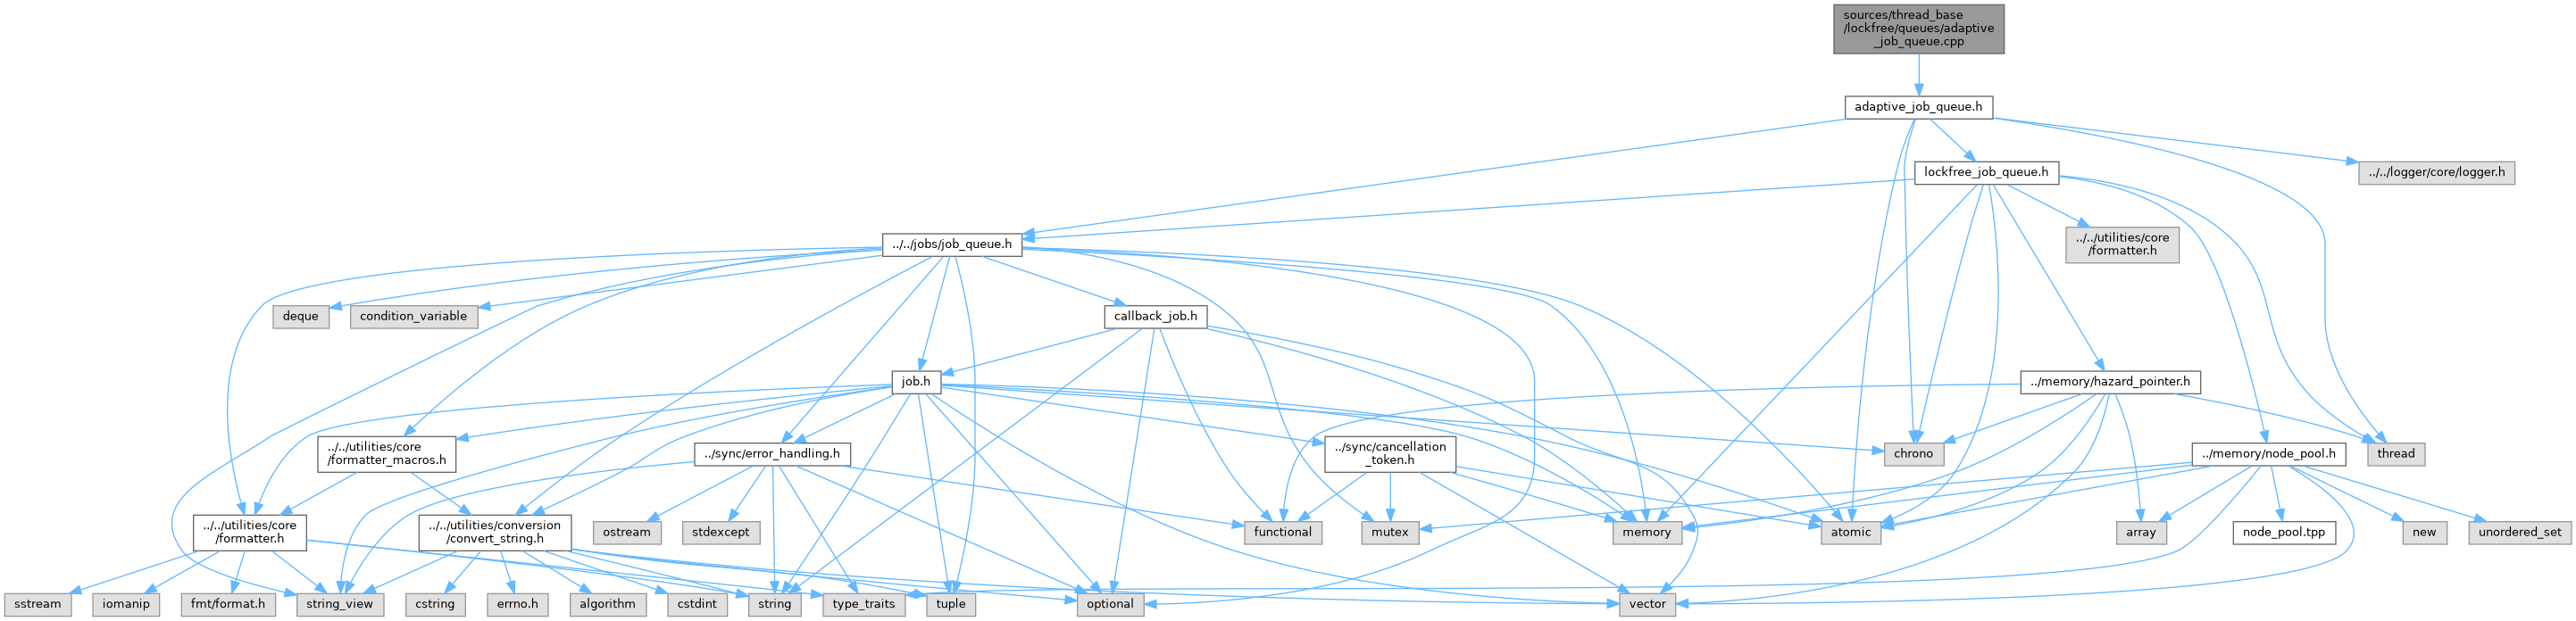 sources/thread_base
/lockfree/queues/adaptive
_job_queue.cpp
adaptive_job_queue.h
lockfree_job_queue.h
../../logger/core/logger.h
../../jobs/job_queue.h
../../utilities/core
/formatter.h
deque
condition_variable
callback_job.h
job.h
../memory/hazard_pointer.h
../../utilities/core
/formatter_macros.h
../sync/error_handling.h
../sync/cancellation
_token.h
chrono
../memory/node_pool.h
thread
../../utilities/core
/formatter.h
../../utilities/conversion
/convert_string.h
ostream
stdexcept
functional
mutex
memory
atomic
array
node_pool.tpp
new
unordered_set
sstream
iomanip
fmt/format.h
string_view
cstring
errno.h
algorithm
cstdint
string
type_traits
tuple
optional
vector